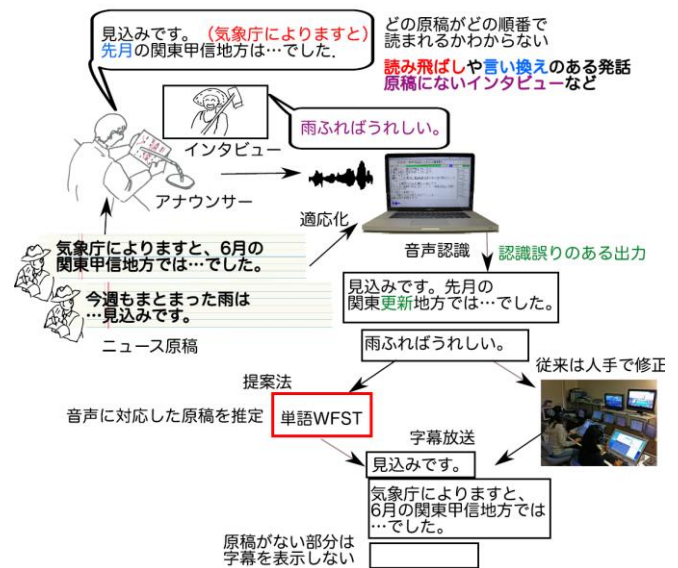 見込みです。（気象庁によりますと）
先月の関東甲信地方は…でした.
どの原稿がどの順番で
読まれるかわからない
読み飛ばしや言い換えのある発話
原稿にないインタビューなど
雨ふればうれしい。
インタビュー
アナウンサー
適応化
音声認識
認識誤りのある出力
気象庁によりますと、6月の
関東甲信地方では…でした。
今週もまとまった雨は
…見込みです。
ニュース原稿
見込みです。先月の
関東更新地方では…でした。
雨ふればうれしい。
提案法
従来は人手で修正
音声に対応した原稿を推定
単語WFST
字幕放送
見込みです。
気象庁によりますと、
6月の関東甲信地方では
…でした。
原稿がない部分は
字幕を表示しない